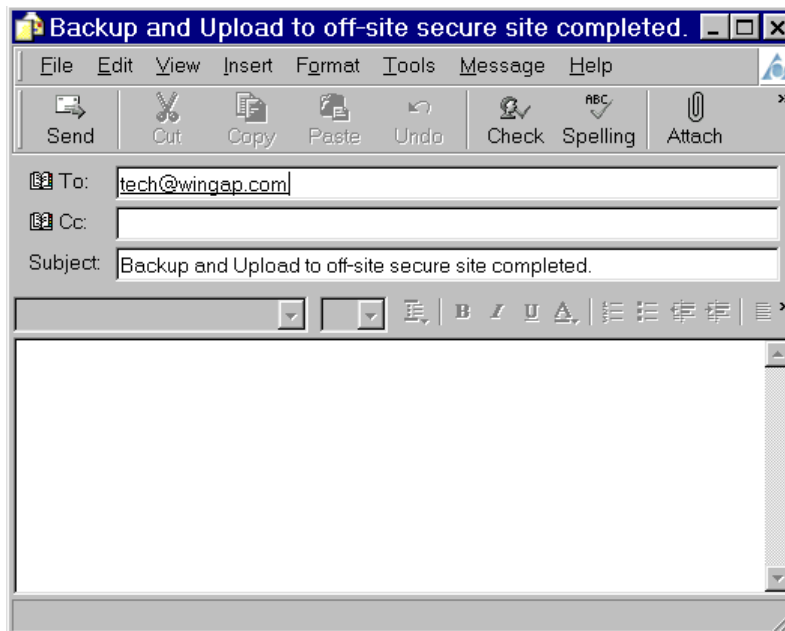 Backup and Upload to off-site secure site completed.
File Edit View Insert Format Tools Message Help
Send Cut Copy Paste Undo Check ABC Spelling Attach »
To: tech@wingap.com
Cc:
Subject: Backup and Upload to off-site secure site completed.
B I U A